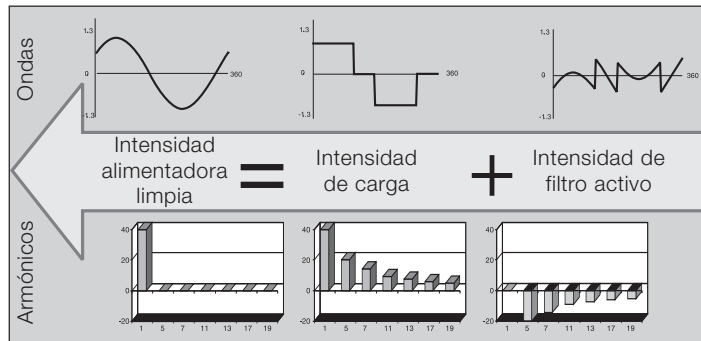 Ondas
1.3
0
360
-1.3
1.3
0
360
-1.3
1.3
0
360
-1.3
Intensidad
alimentadora
limpia
=
Intensidad
de carga
+
Intensidad de
filtro activo
Armónicos
40
20
0
-20
1 5 7 11 13 17 19
40
20
0
-20
1 5 7 11 13 17 19
40
20
0
-20
1 5 7 11 13 17 19